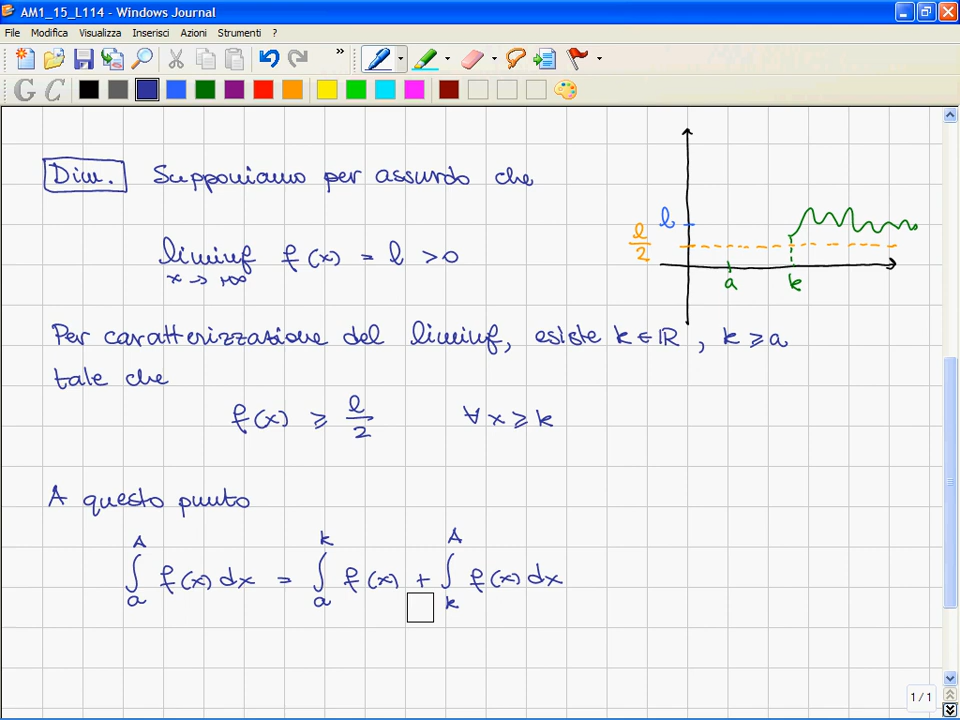 AM1_15_L114 - Windows Journal
File Modifica Visualizza Inserisci Azioni Strumenti ?
G C
Dim. Supponiamo per assurdo che
liminf f(x) = l > 0
x → +∞
l
l/2
a k
Per caratterizzazione del liminf, esiste k ∈ ℝ, k ≥ a
tale che
f(x) ≥ l/2 ∀ x ≥ k
A questo punto
∫_a^A f(x) dx = ∫_a^k f(x) + ∫_k^A f(x) dx
1 / 1